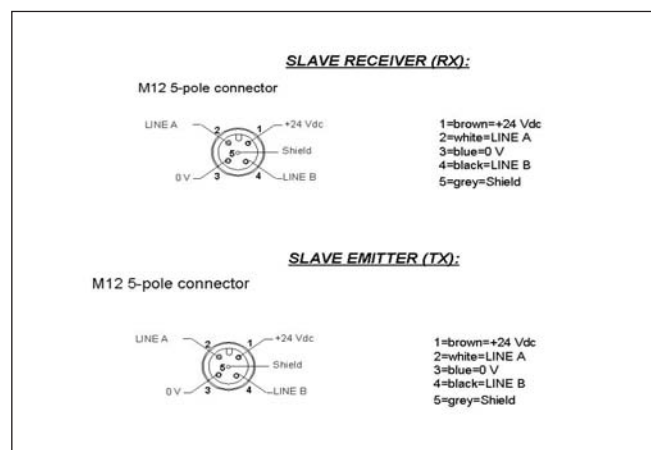 SLAVE RECEIVER (RX):
M12 5-pole connector
LINE A
2
1
+24 Vdc
5
Shield
0 V
3
4
LINE B
1=brown=+24 Vdc
2=white=LINE A
3=blue=0 V
4=black=LINE B
5=grey=Shield
SLAVE EMITTER (TX):
M12 5-pole connector
LINE A
2
1
+24 Vdc
5
Shield
0 V
3
4
LINE B
1=brown=+24 Vdc
2=white=LINE A
3=blue=0 V
4=black=LINE B
5=grey=Shield